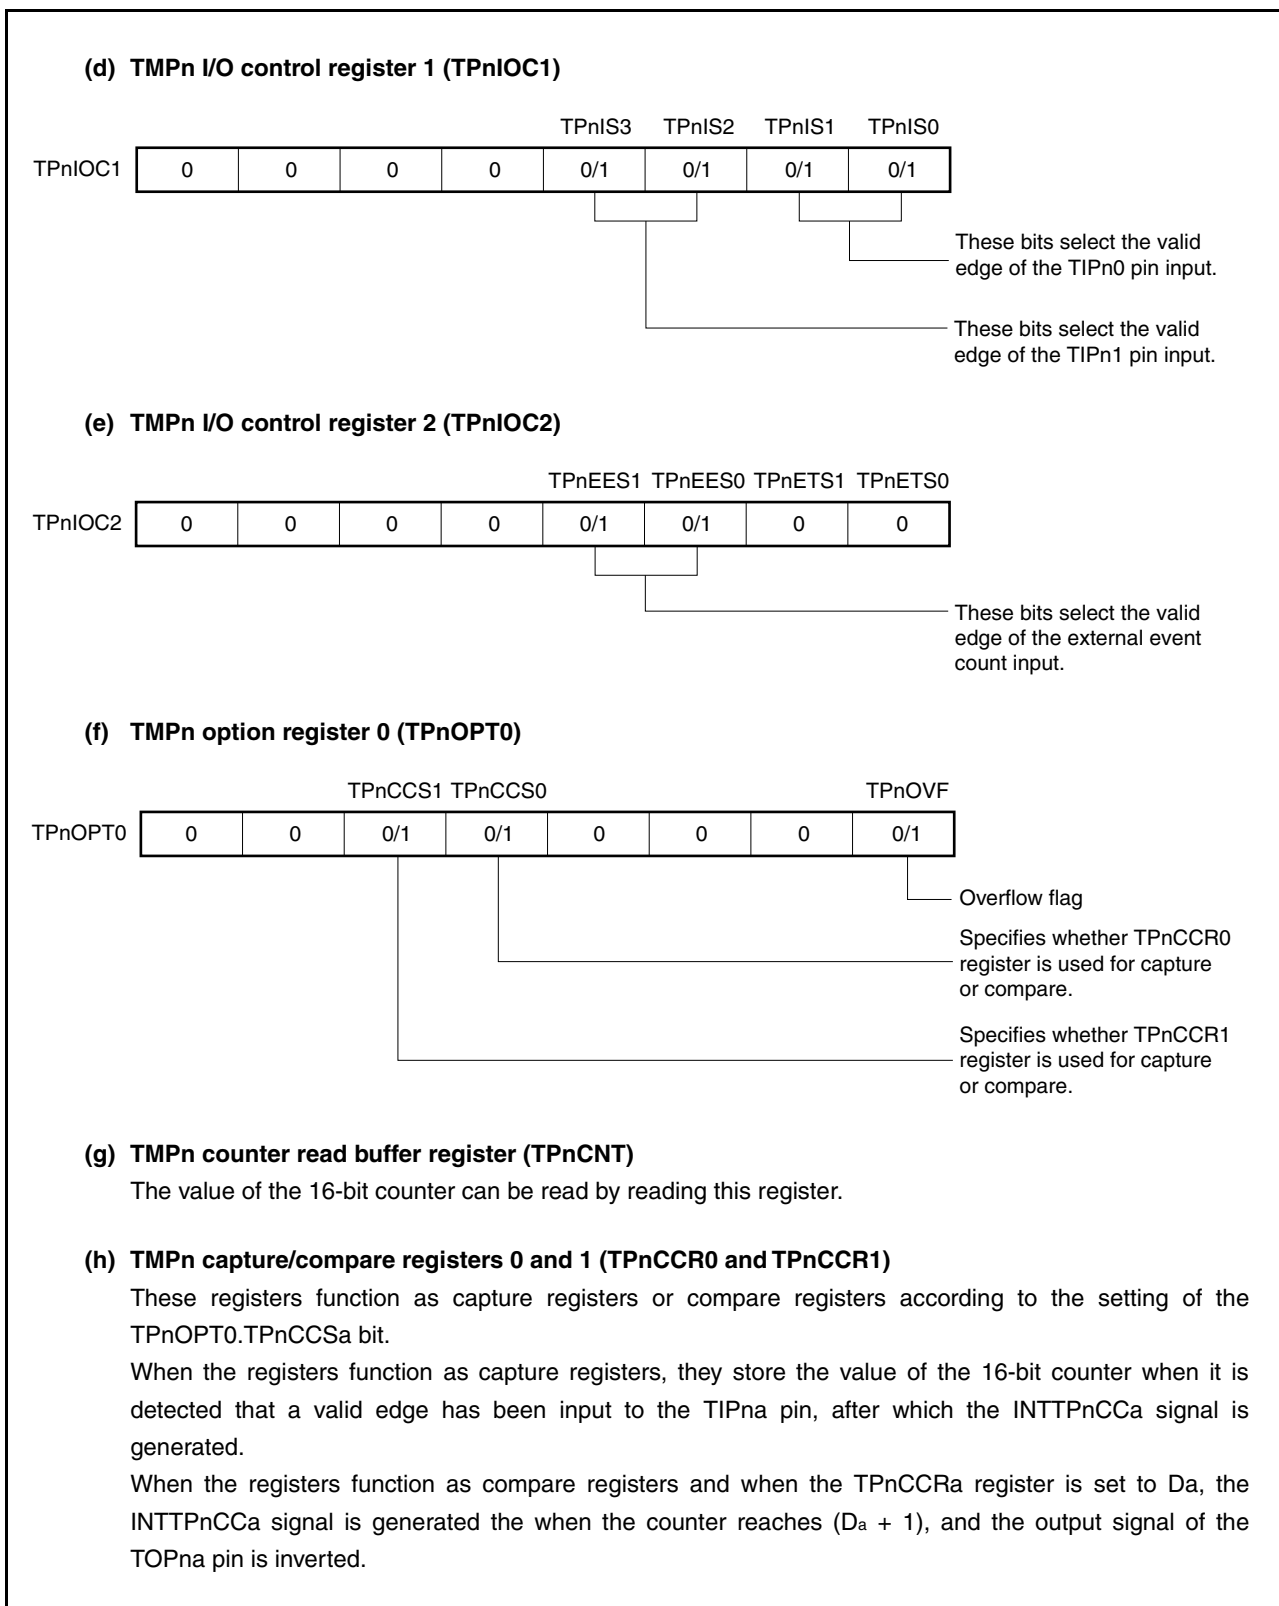 (d) TMPn I/O control register 1 (TPnIOC1)
TPnIS3 TPnIS2 TPnIS1 TPnIS0
TPnIOC1 0 0 0 0 0/1 0/1 0/1 0/1
These bits select the valid
edge of the TIPn0 pin input.
These bits select the valid
edge of the TIPn1 pin input.
(e) TMPn I/O control register 2 (TPnIOC2)
TPnEES1 TPnEES0 TPnETS1 TPnETS0
TPnIOC2 0 0 0 0 0/1 0/1 0 0
These bits select the valid
edge of the external event
count input.
(f) TMPn option register 0 (TPnOPT0)
TPnCCS1 TPnCCS0 TPnOVF
TPnOPT0 0 0 0/1 0/1 0 0 0 0/1
Overflow flag
Specifies whether TPnCCR0
register is used for capture
or compare.
Specifies whether TPnCCR1
register is used for capture
or compare.
(g) TMPn counter read buffer register (TPnCNT)
The value of the 16-bit counter can be read by reading this register.
(h) TMPn capture/compare registers 0 and 1 (TPnCCR0 and TPnCCR1)
These registers function as capture registers or compare registers according to the setting of the
TPnOPT0.TPnCCSa bit.
When the registers function as capture registers, they store the value of the 16-bit counter when it is
detected that a valid edge has been input to the TIPna pin, after which the INTTPnCCa signal is
generated.
When the registers function as compare registers and when the TPnCCRa register is set to Da, the
INTTPnCCa signal is generated the when the counter reaches (Da + 1), and the output signal of the
TOPna pin is inverted.